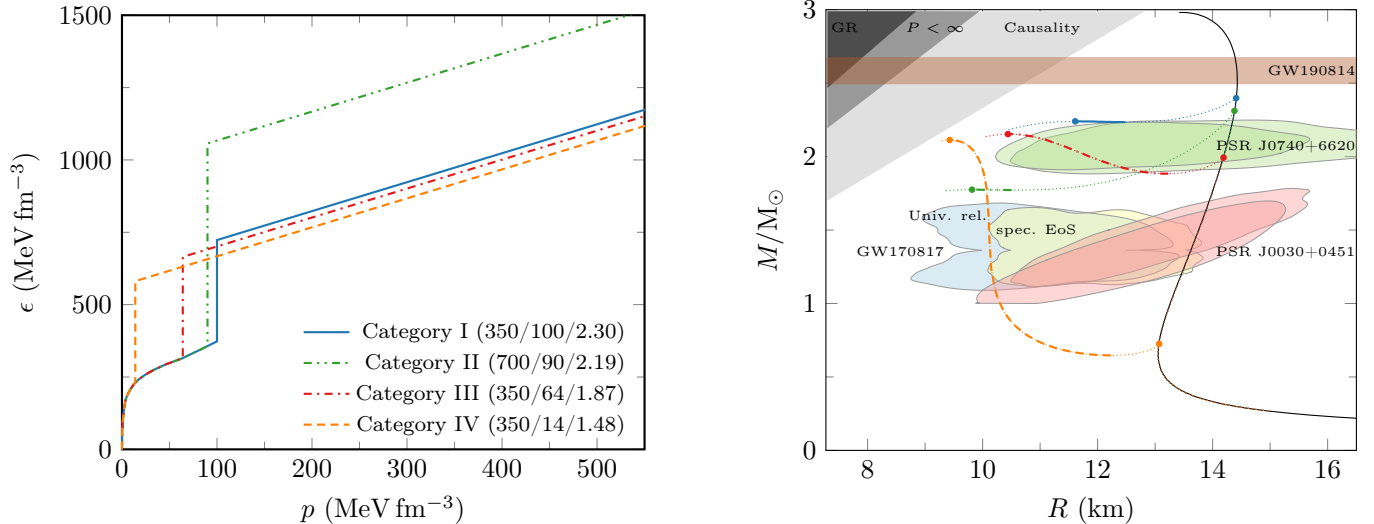 1500
1000
500
0
ϵ (MeV fm⁻³)
0
100
200
300
400
500
p (MeV fm⁻³)
Category I (350/100/2.30)
Category II (700/90/2.19)
Category III (350/64/1.87)
Category IV (350/14/1.48)
3
2
1
0
M/M⊙
8
10
12
14
16
R (km)
GR
P < ∞
Causality
GW190814
PSR J0740+6620
Univ. rel.
spec. EoS
GW170817
PSR J0030+0451